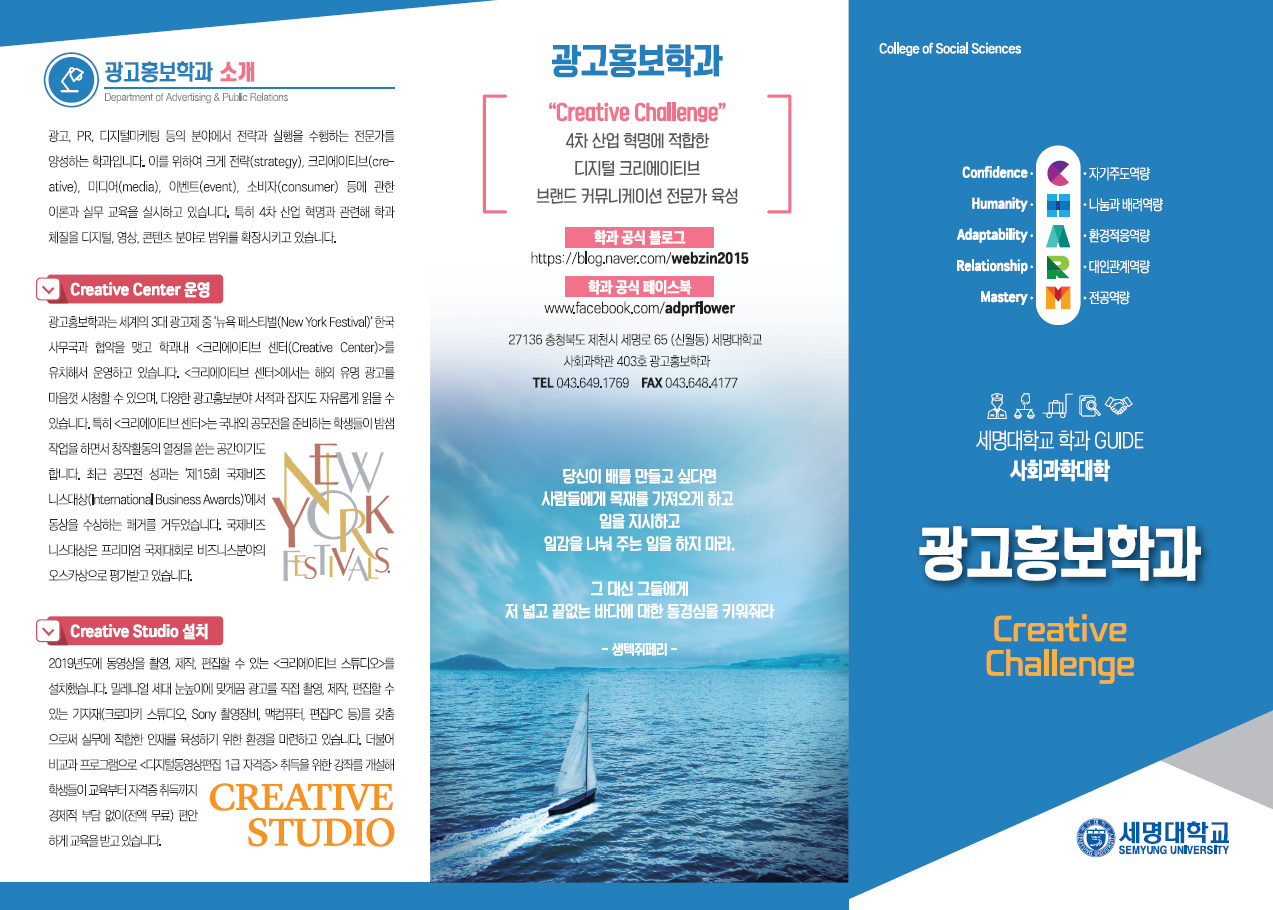 광고홍보학과 소개
Department of Advertising & Public Relations
광고, PR, 디지털마케팅 등의 분야에서 전략과 실행을 수행하는 전문가를
양성하는 학과입니다. 이를 위하여 크게 전략(strategy), 크리에이티브(cre-
ative), 미디어(media), 이벤트(event), 소비자(consumer) 등에 관한
이론과 실무 교육을 실시하고 있습니다. 특히 4차 산업 혁명과 관련해 학과
체질을 디지털, 영상, 콘텐츠 분야로 범위를 확장시키고 있습니다.
Creative Center 운영
광고홍보학과는 세계의 3대 광고제 중 '뉴욕 페스티벌(New York Festival)' 한국
사무국과 협약을 맺고 학과내 <크리에이티브 센터(Creative Center)>를
유치해서 운영하고 있습니다. <크리에이티브 센터>에서는 해외 유명 광고를
마음껏 시청할 수 있으며, 다양한 광고홍보분야 서적과 잡지도 자유롭게 읽을 수
있습니다. 특히 <크리에이티브 센터>는 국내외 공모전을 준비하는 학생들이 밤샘
작업을 하면서 창작활동의 열정을 쏟는 공간이기도
합니다. 최근 공모전 성과는 '제15회 국제비즈
니스대상(International Business Awards)'에서
동상을 수상하는 쾌거를 거두었습니다. 국제비즈
니스대상은 프리미엄 국제대회로 비즈니스분야의
오스카상으로 평가받고 있습니다.
NEW
YORK
FESTIVALS.
Creative Studio 설치
2019년도에 동영상을 촬영, 제작, 편집할 수 있는 <크리에이티브 스튜디오>를
설치했습니다. 밀레니얼 세대 눈높이에 맞게끔 광고를 직접 촬영, 제작, 편집할 수
있는 기자재(크로마키 스튜디오, Sony 촬영장비, 맥컴퓨터, 편집PC 등)를 갖춤
으로써 실무에 적합한 인재를 육성하기 위한 환경을 마련하고 있습니다. 더불어
비교과 프로그램으로 <디지털동영상편집 1급 자격증> 취득을 위한 강좌를 개설해
학생들이 교육부터 자격증 취득까지
경제적 부담 없이(전액 무료) 편안
하게 교육을 받고 있습니다.
CREATIVE
STUDIO
광고홍보학과
“Creative Challenge”
4차 산업 혁명에 적합한
디지털 크리에이티브
브랜드 커뮤니케이션 전문가 육성
학과 공식 블로그
https://blog.naver.com/webzin2015
학과 공식 페이스북
www.facebook.com/adprflower
27136 충청북도 제천시 세명로 65 (신월동) 세명대학교
사회과학관 403호 광고홍보학과
TEL 043.649.1769 FAX 043.648.4177
당신이 배를 만들고 싶다면
사람들에게 목재를 가져오게 하고
일을 지시하고
일감을 나눠 주는 일을 하지 마라.
그 대신 그들에게
저 넓고 끝없는 바다에 대한 동경심을 키워줘라
- 생텍쥐페리 -
College of Social Sciences
Confidence · C · 자기주도역량
Humanity · H · 나눔과 배려역량
Adaptability · A · 환경적응역량
Relationship · R · 대인관계역량
Mastery · M · 전공역량
세명대학교 학과 GUIDE
사회과학대학
광고홍보학과
Creative
Challenge
세명대학교
SEMYUNG UNIVERSITY